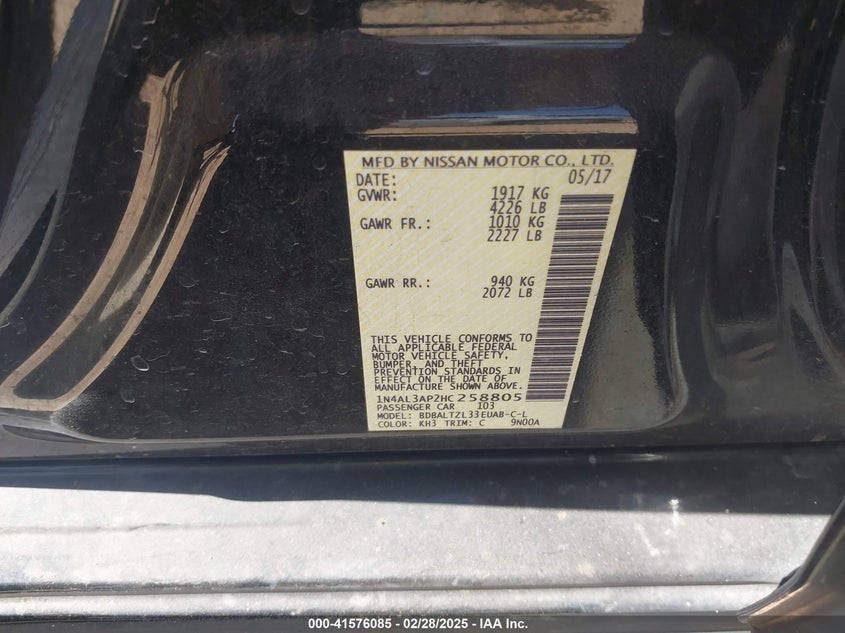 MFD BY NISSAN MOTOR CO., LTD.
DATE: 05/17
GVWR: 1917 KG
4226 LB
GAWR FR.: 1010 KG
2227 LB
GAWR RR.: 940 KG
2072 LB
THIS VEHICLE CONFORMS TO
ALL APPLICABLE FEDERAL
MOTOR VEHICLE SAFETY,
BUMPER, AND THEFT
PREVENTION STANDARDS IN
EFFECT ON THE DATE OF
MANUFACTURE SHOWN ABOVE.
1N4AL3AP2HC258805
PASSENGER CAR 103
MODEL: BDBALTZL33EUAB-C-L
COLOR: KH3 TRIM: C 9N00A
000-41576085 - 02/28/2025 - IAA Inc.